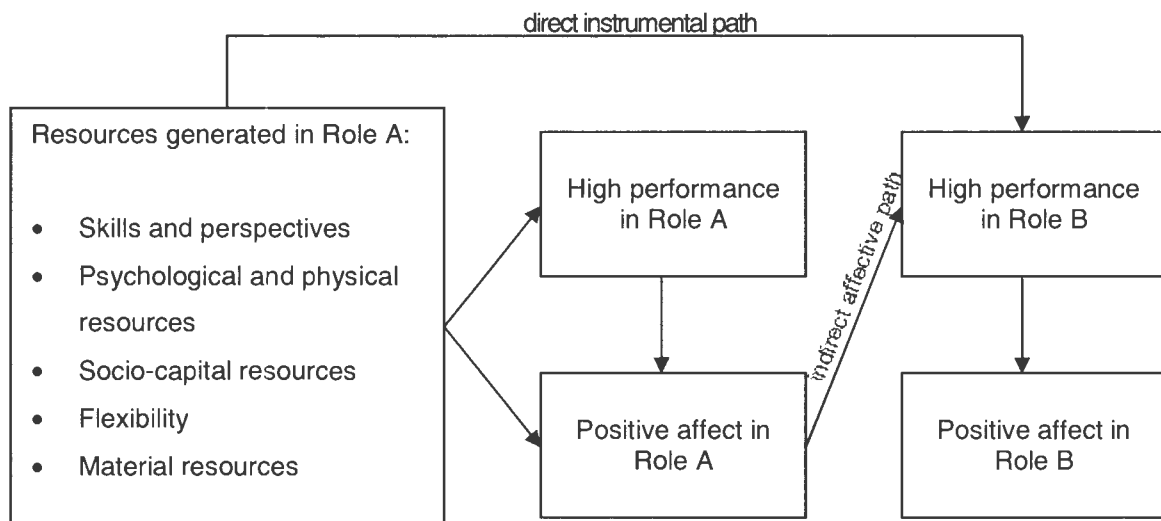 direct instrumental path
Resources generated in Role A:
• Skills and perspectives
• Psychological and physical
resources
• Socio-capital resources
• Flexibility
• Material resources
High performance
in Role A
Positive affect in
Role A
indirect affective path
High performance
in Role B
Positive affect in
Role B